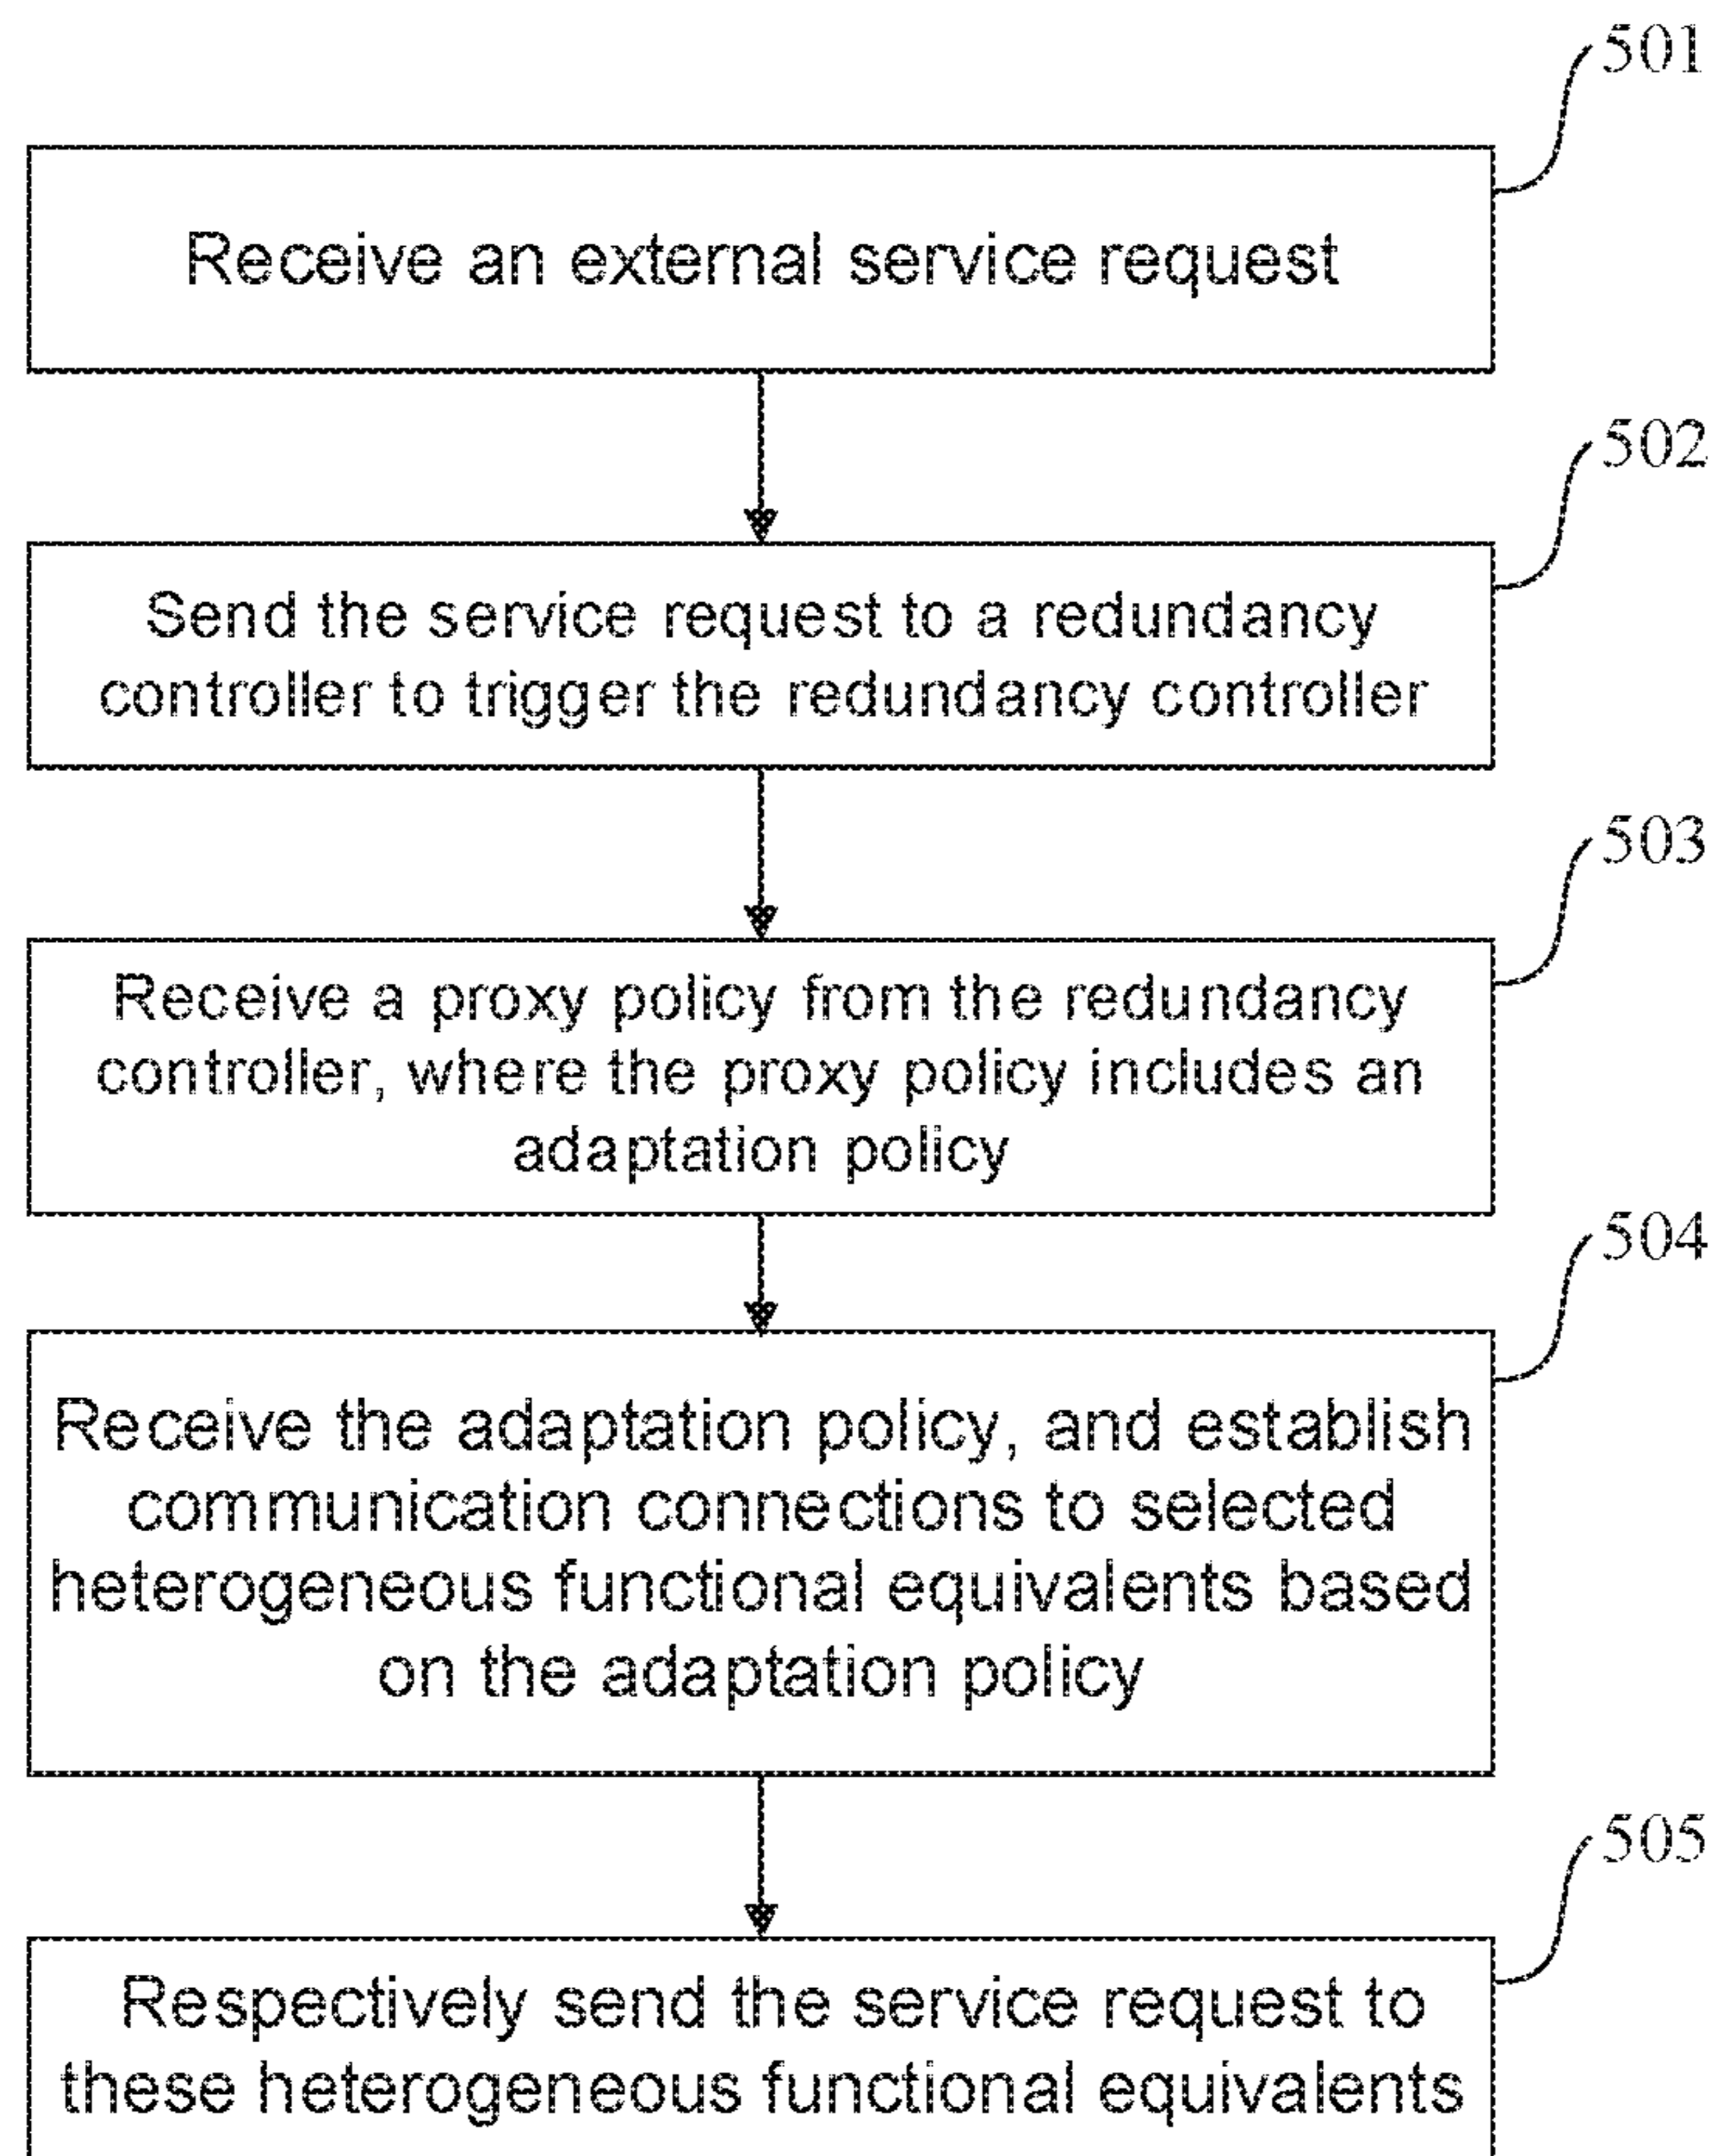 501
Receive an external service request
502
Send the service request to a redundancy
controller to trigger the redundancy controller
503
Receive a proxy policy from the redundancy
controller, where the proxy policy includes an
adaptation policy
504
Receive the adaptation policy, and establish
communication connections to selected
heterogeneous functional equivalents based
on the adaptation policy
505
Respectively send the service request to
these heterogeneous functional equivalents